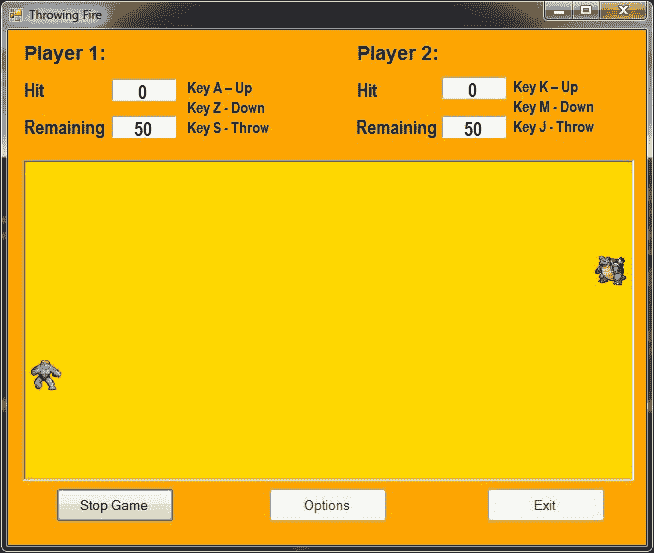 Throwing Fire
Player 1:
Hit 0
Remaining 50
Key A – Up
Key Z - Down
Key S - Throw
Player 2:
Hit 0
Remaining 50
Key K – Up
Key M - Down
Key J - Throw
Stop Game
Options
Exit